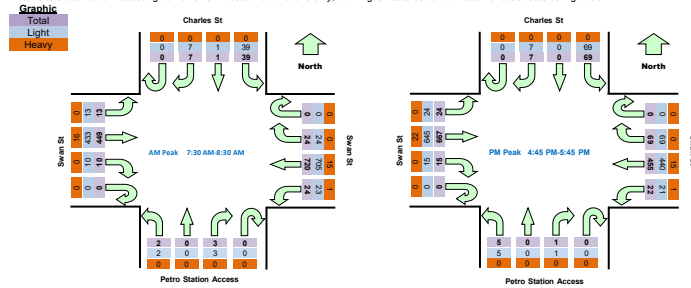 Graphic
Total
Light
Heavy
Charles St
0 0 0 0
0 7 1 39
0 7 1 39
North
Swan St
0 13 13
16 433 449
0 10 10
0 0 0
AM Peak 7:30 AM-8:30 AM
0 0 0
24 24 0
720 705 15
24 23 1
Swan St
2 0 3 0
2 0 3 0
0 0 0 0
Petro Station Access
Charles St
0 0 0 0
0 7 0 69
0 7 0 69
North
Swan St
0 24 24
22 645 667
0 15 15
0 0 0
PM Peak 4:45 PM-5:45 PM
0 0 0
69 69 0
455 440 15
22 21 1
5 0 1 0
5 0 1 0
0 0 0 0
Petro Station Access